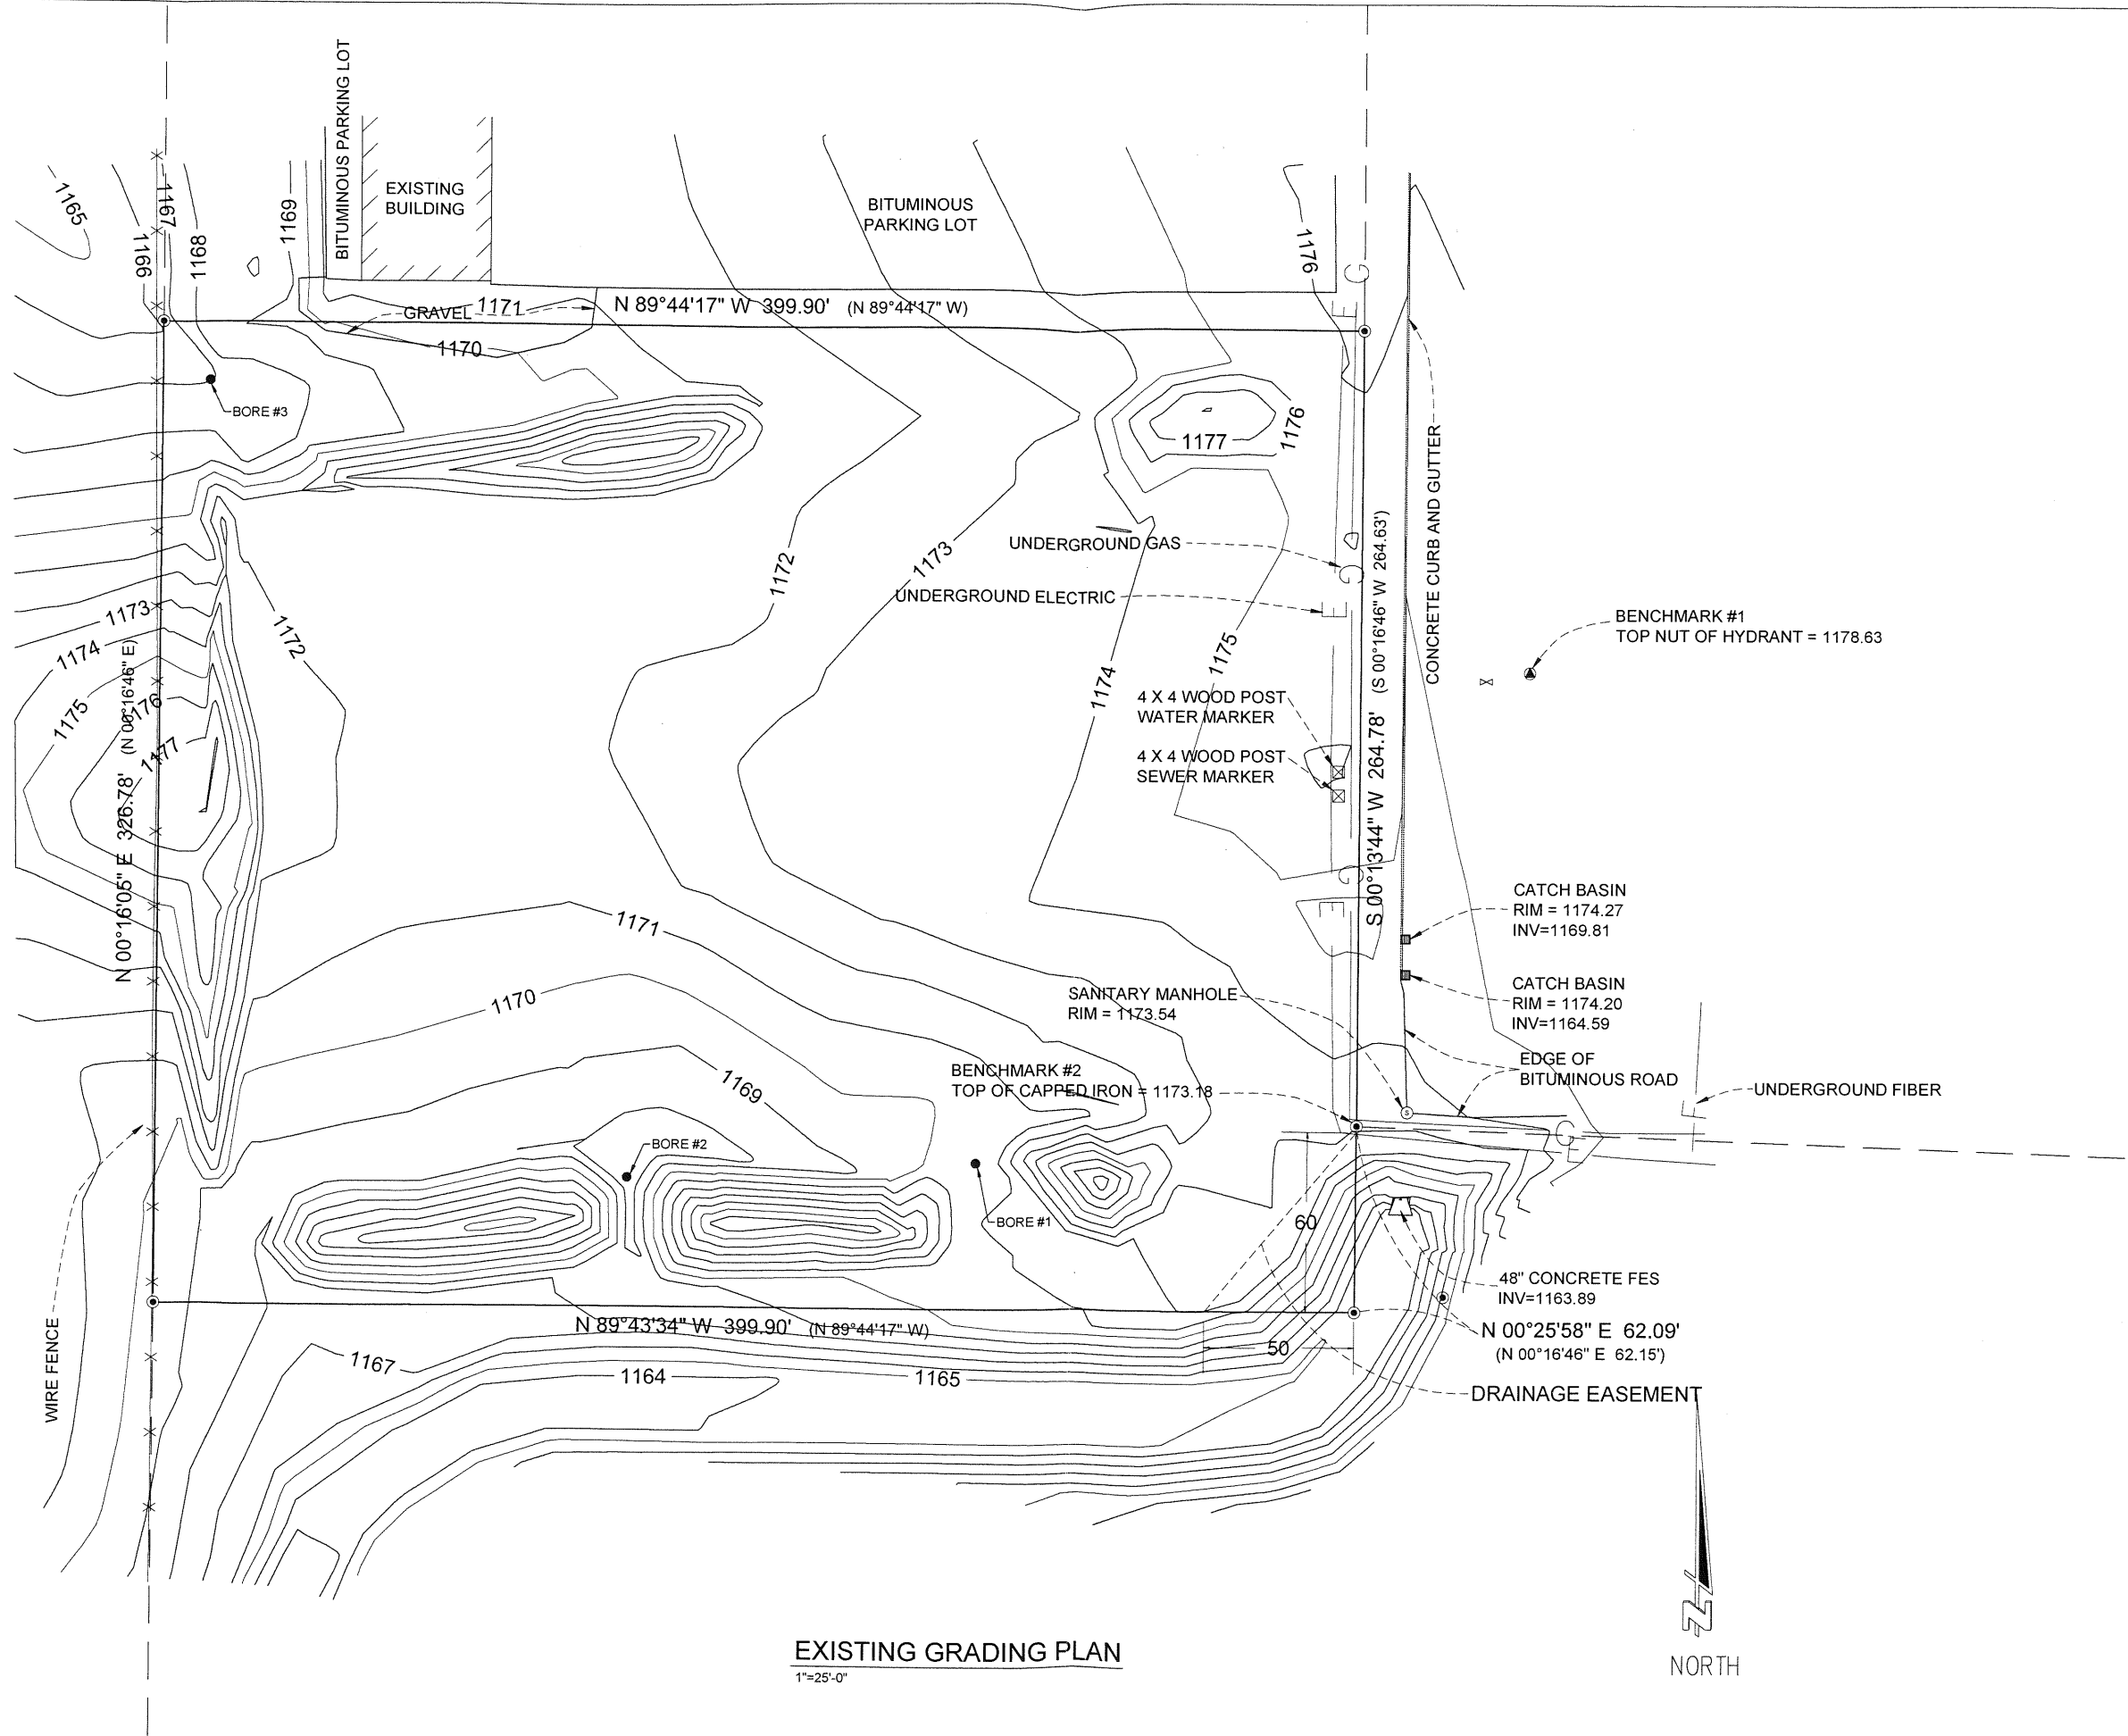 BITUMINOUS PARKING LOT
EXISTING
BUILDING
BITUMINOUS
PARKING LOT
1165
1166
1167
1168
1169
1176
G
E
GRAVEL
1171
N 89°44'17" W 399.90' (N 89°44'17" W)
1170
BORE #3
1177
1176
CONCRETE CURB AND GUTTER
UNDERGROUND GAS
G
UNDERGROUND ELECTRIC
E
1172
1173
1174
1175
1172
1173
1174
1175
1176
1177
N 00°16'05" E 326.78' (N 00°16'46" E)
S 00°13'44" W 264.78' (S 00°16'46" W 264.63')
BENCHMARK #1
TOP NUT OF HYDRANT = 1178.63
4 X 4 WOOD POST
WATER MARKER
4 X 4 WOOD POST
SEWER MARKER
G
E
CATCH BASIN
RIM = 1174.27
INV=1169.81
CATCH BASIN
RIM = 1174.20
INV=1164.59
1171
1170
1169
SANITARY MANHOLE
RIM = 1173.54
S
EDGE OF
BITUMINOUS ROAD
BENCHMARK #2
TOP OF CAPPED IRON = 1173.18
UNDERGROUND FIBER
F
G
E
BORE #2
BORE #1
60
48" CONCRETE FES
INV=1163.89
N 00°25'58" E 62.09'
(N 00°16'46" E 62.15')
N 89°43'34" W 399.90' (N 89°44'17" W)
50
WIRE FENCE
1167
1164
1165
DRAINAGE EASEMENT
N
NORTH
EXISTING GRADING PLAN
1"=25'-0"